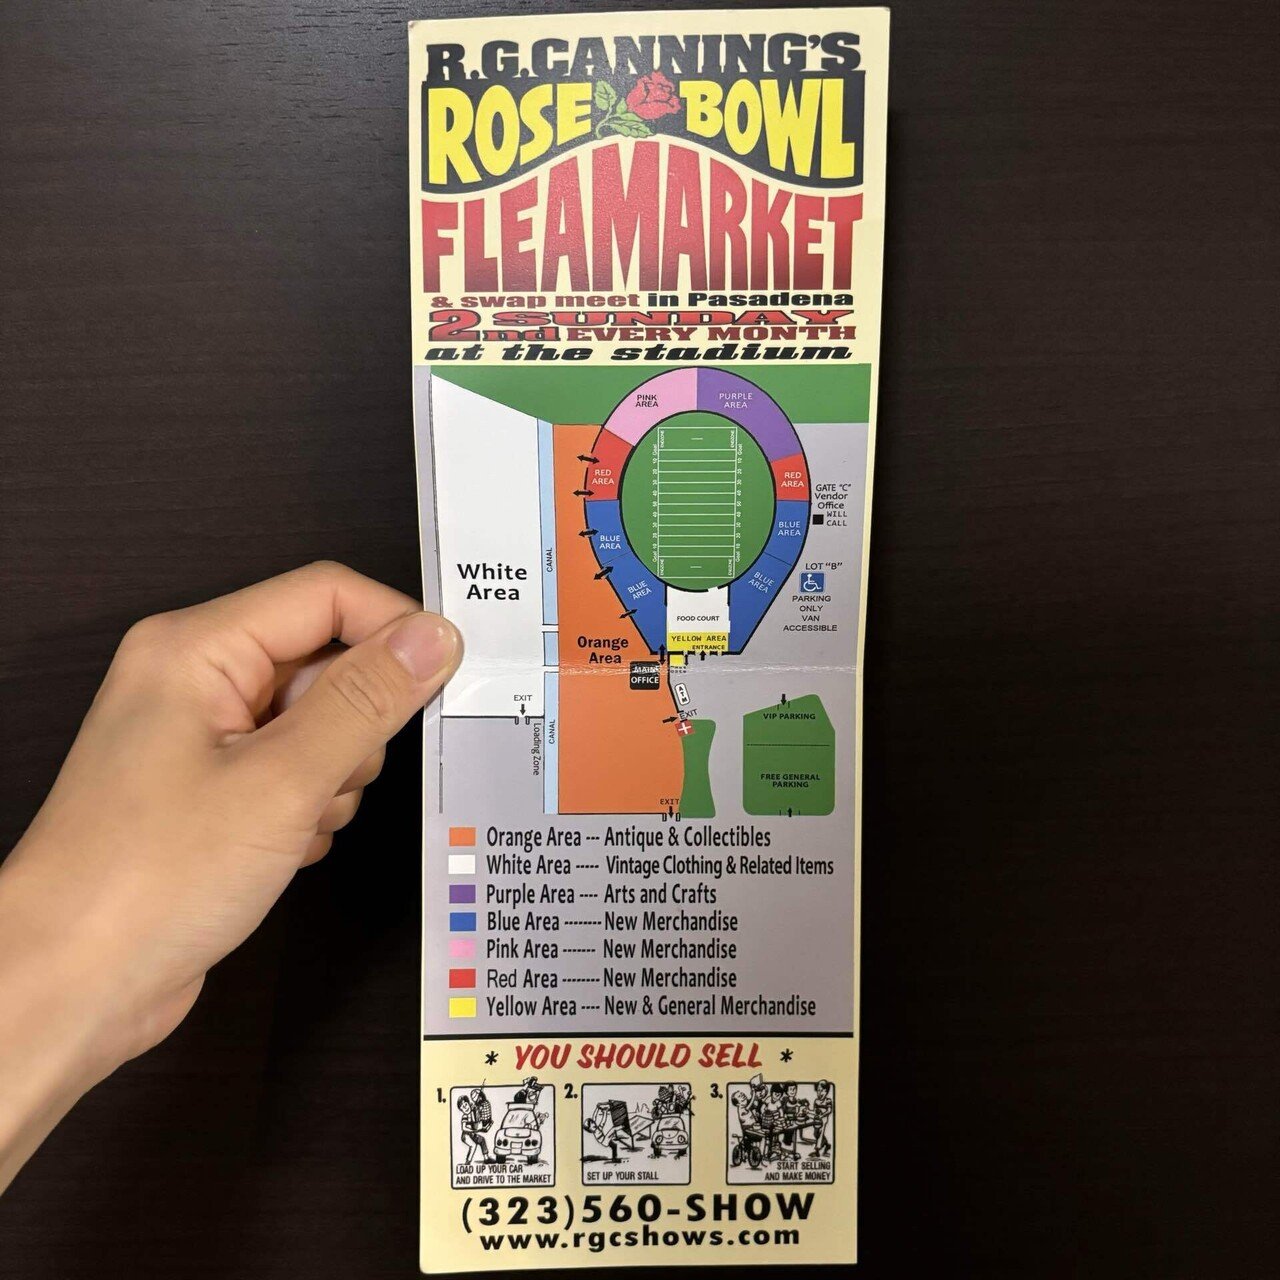 R.G.CANNING'S
ROSE BOWL
FLEAMARKET
& swap meet in Pasadena
2nd SUNDAY
EVERY MONTH
at the stadium
PINK
AREA
PURPLE
AREA
RED
AREA
RED
AREA
GATE "C"
Vendor
Office
WILL
CALL
BLUE
AREA
BLUE
AREA
CANAL
White
Area
BLUE
AREA
BLUE
AREA
LOT "B"
PARKING
ONLY
VAN
ACCESSIBLE
FOOD COURT
YELLOW AREA
ENTRANCE
Orange
Area
MAIN
OFFICE
ATM
EXIT
EXIT
CANAL
Loading Zone
VIP PARKING
FREE GENERAL
PARKING
EXIT
Orange Area --- Antique & Collectibles
White Area ----- Vintage Clothing & Related Items
Purple Area ---- Arts and Crafts
Blue Area -------- New Merchandise
Pink Area ------- New Merchandise
Red Area -------- New Merchandise
Yellow Area ---- New & General Merchandise
* YOU SHOULD SELL *
1.
LOAD UP YOUR CAR
AND DRIVE TO THE MARKET
2.
SET UP YOUR STALL
3.
START SELLING
AND MAKE MONEY
(323)560-SHOW
www.rgcshows.com